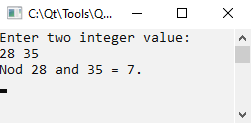 C:\Qt\Tools\Q...
Enter two integer value:
28 35
Nod 28 and 35 = 7.